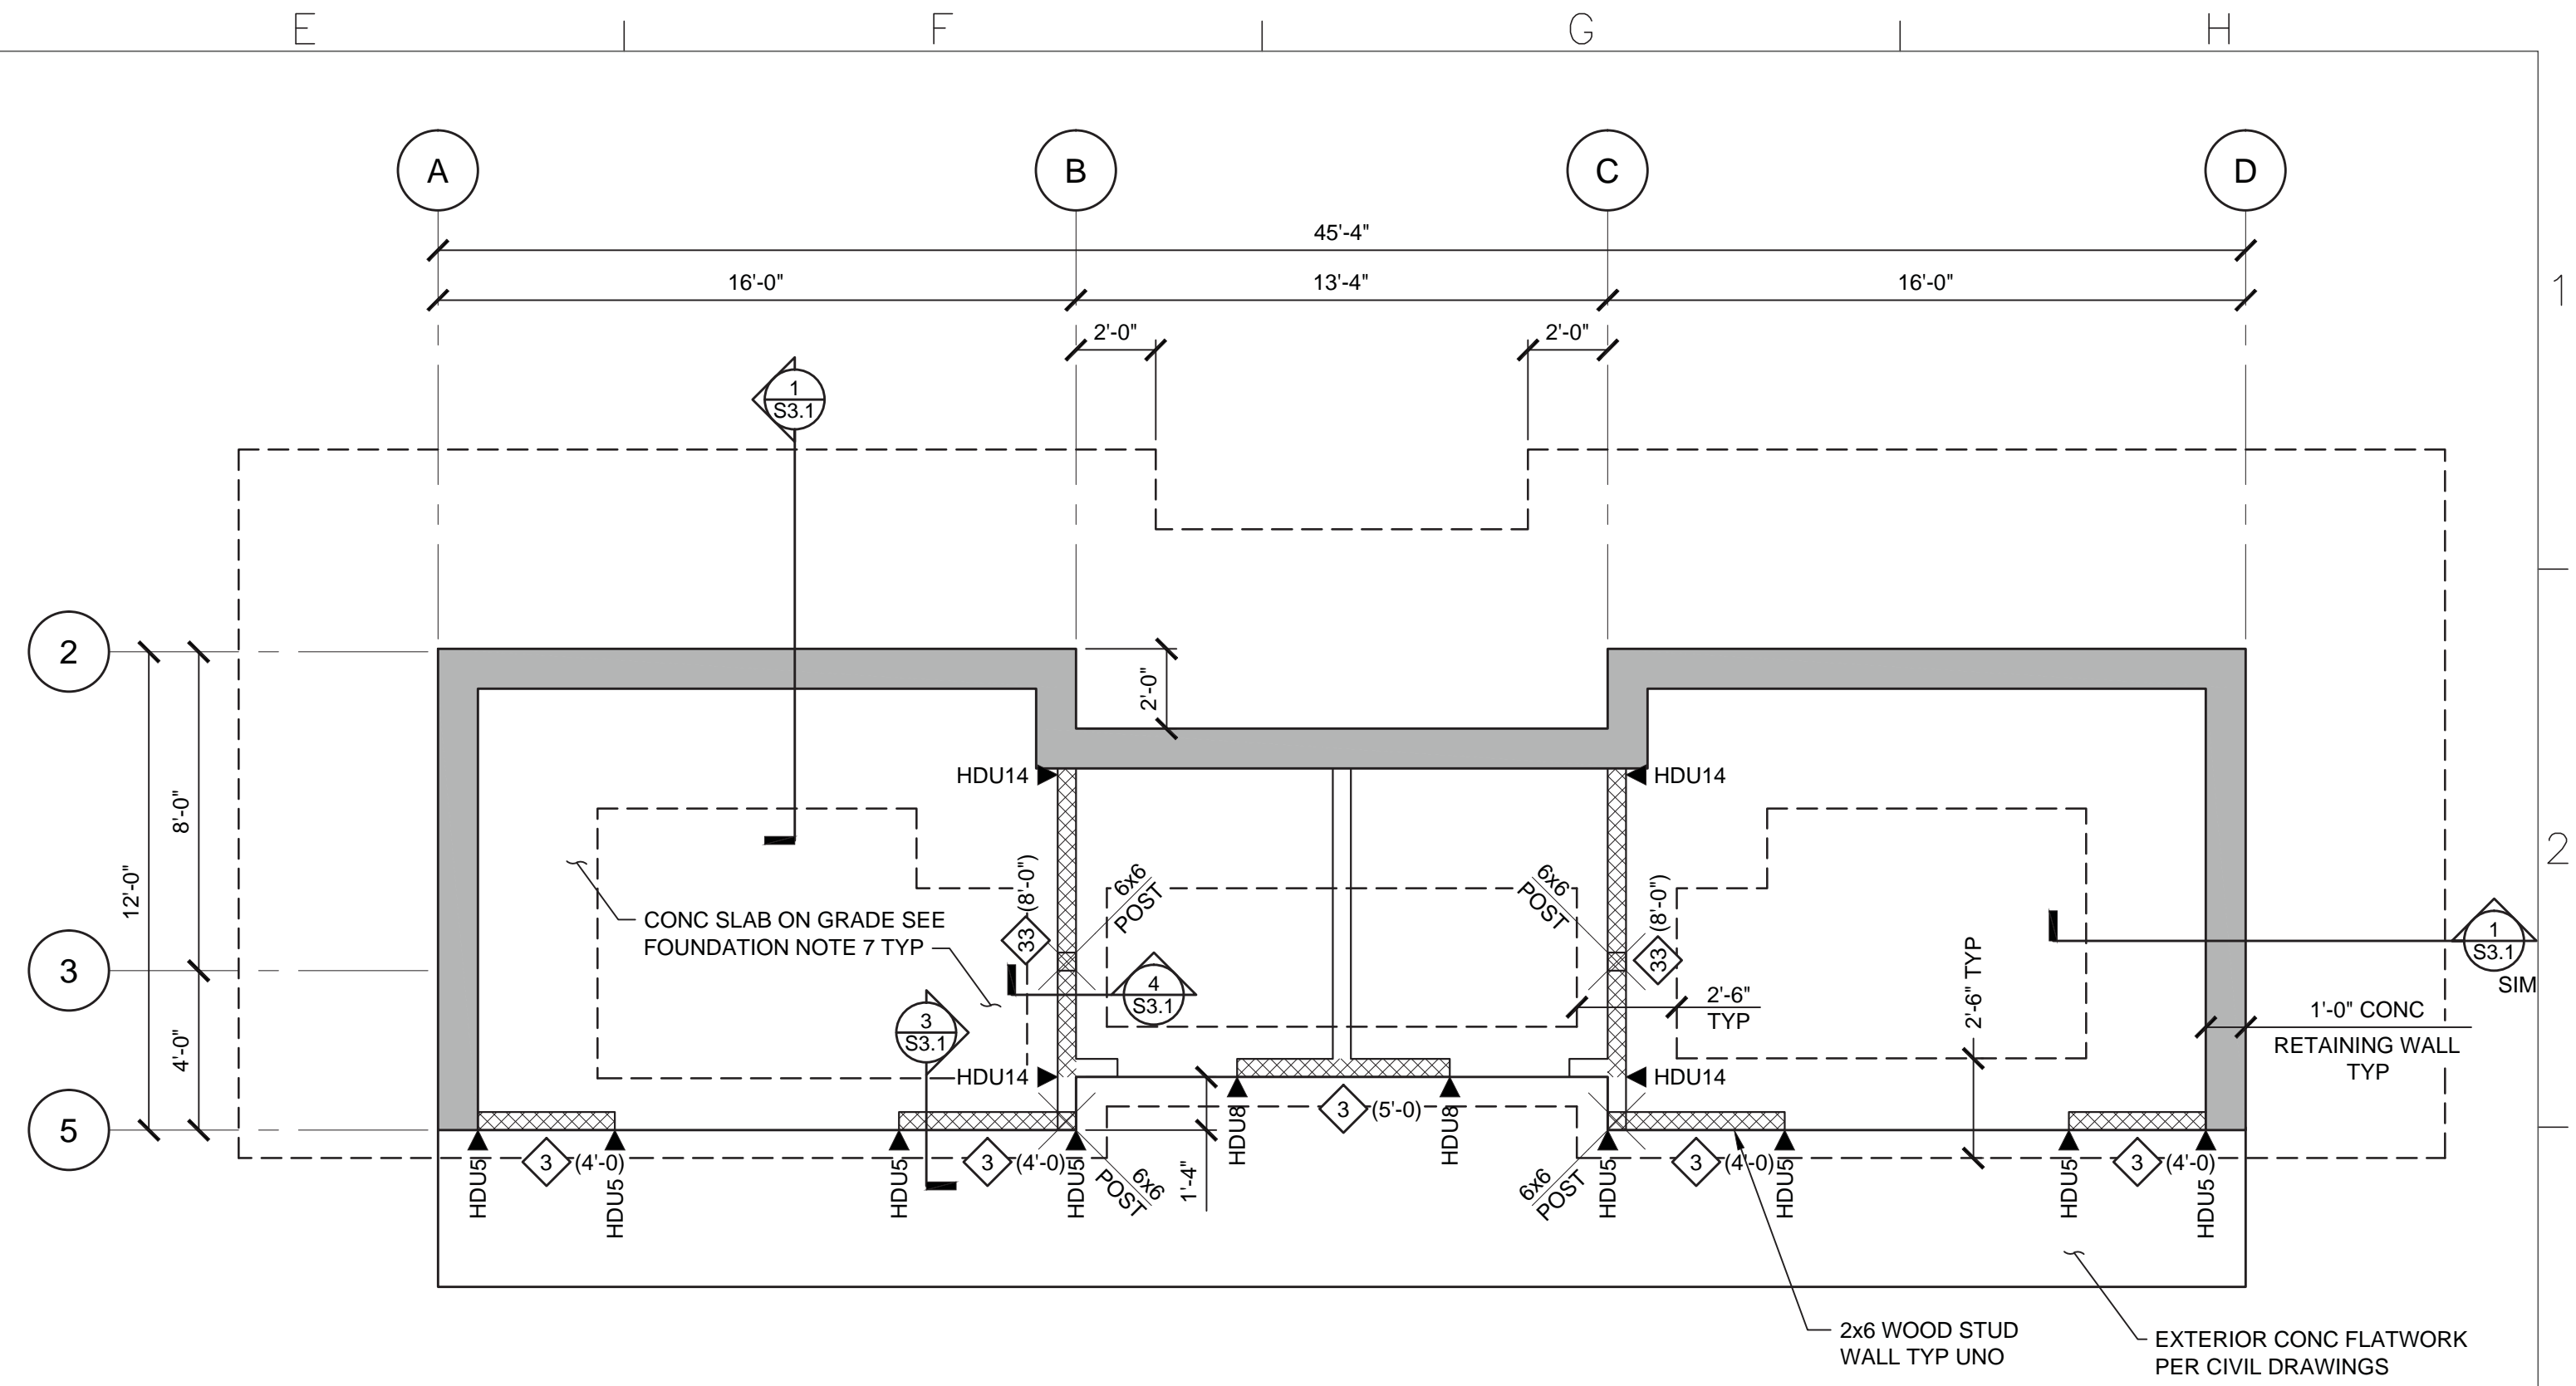 E F G H
A B C D
45'-4"
16'-0" 13'-4" 16'-0"
1
2'-0" 2'-0"
1
S3.1
2
2'-0"
HDU14 HDU14
8'-0"
12'-0"
2
(8'-0") 33
6x6
POST
6x6
POST
(8'-0") 33
CONC SLAB ON GRADE SEE
FOUNDATION NOTE 7 TYP
1
S3.1
SIM
3
4
S3.1
2'-6"
TYP
2'-6" TYP
1'-0" CONC
RETAINING WALL
TYP
3
S3.1
4'-0"
HDU14 HDU14
5
3 (5'-0)
HDU8 HDU8
3 (4'-0) 3 (4'-0) 3 (4'-0) 3 (4'-0)
HDU5 HDU5 HDU5 HDU5 HDU5 HDU5 HDU5 HDU5
6x6
POST
1'-4"
6x6
POST
2x6 WOOD STUD
WALL TYP UNO
EXTERIOR CONC FLATWORK
PER CIVIL DRAWINGS